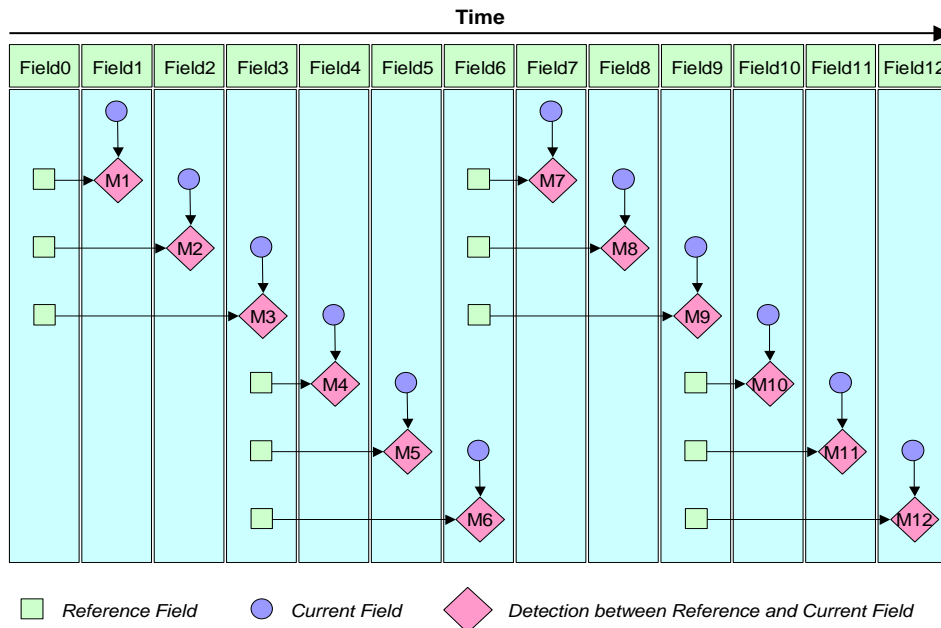 Time
Field0 Field1 Field2 Field3 Field4 Field5 Field6 Field7 Field8 Field9 Field10 Field11 Field12
M1 M7
M2 M8
M3 M9
M4 M10
M5 M11
M6 M12
Reference Field Current Field Detection between Reference and Current Field